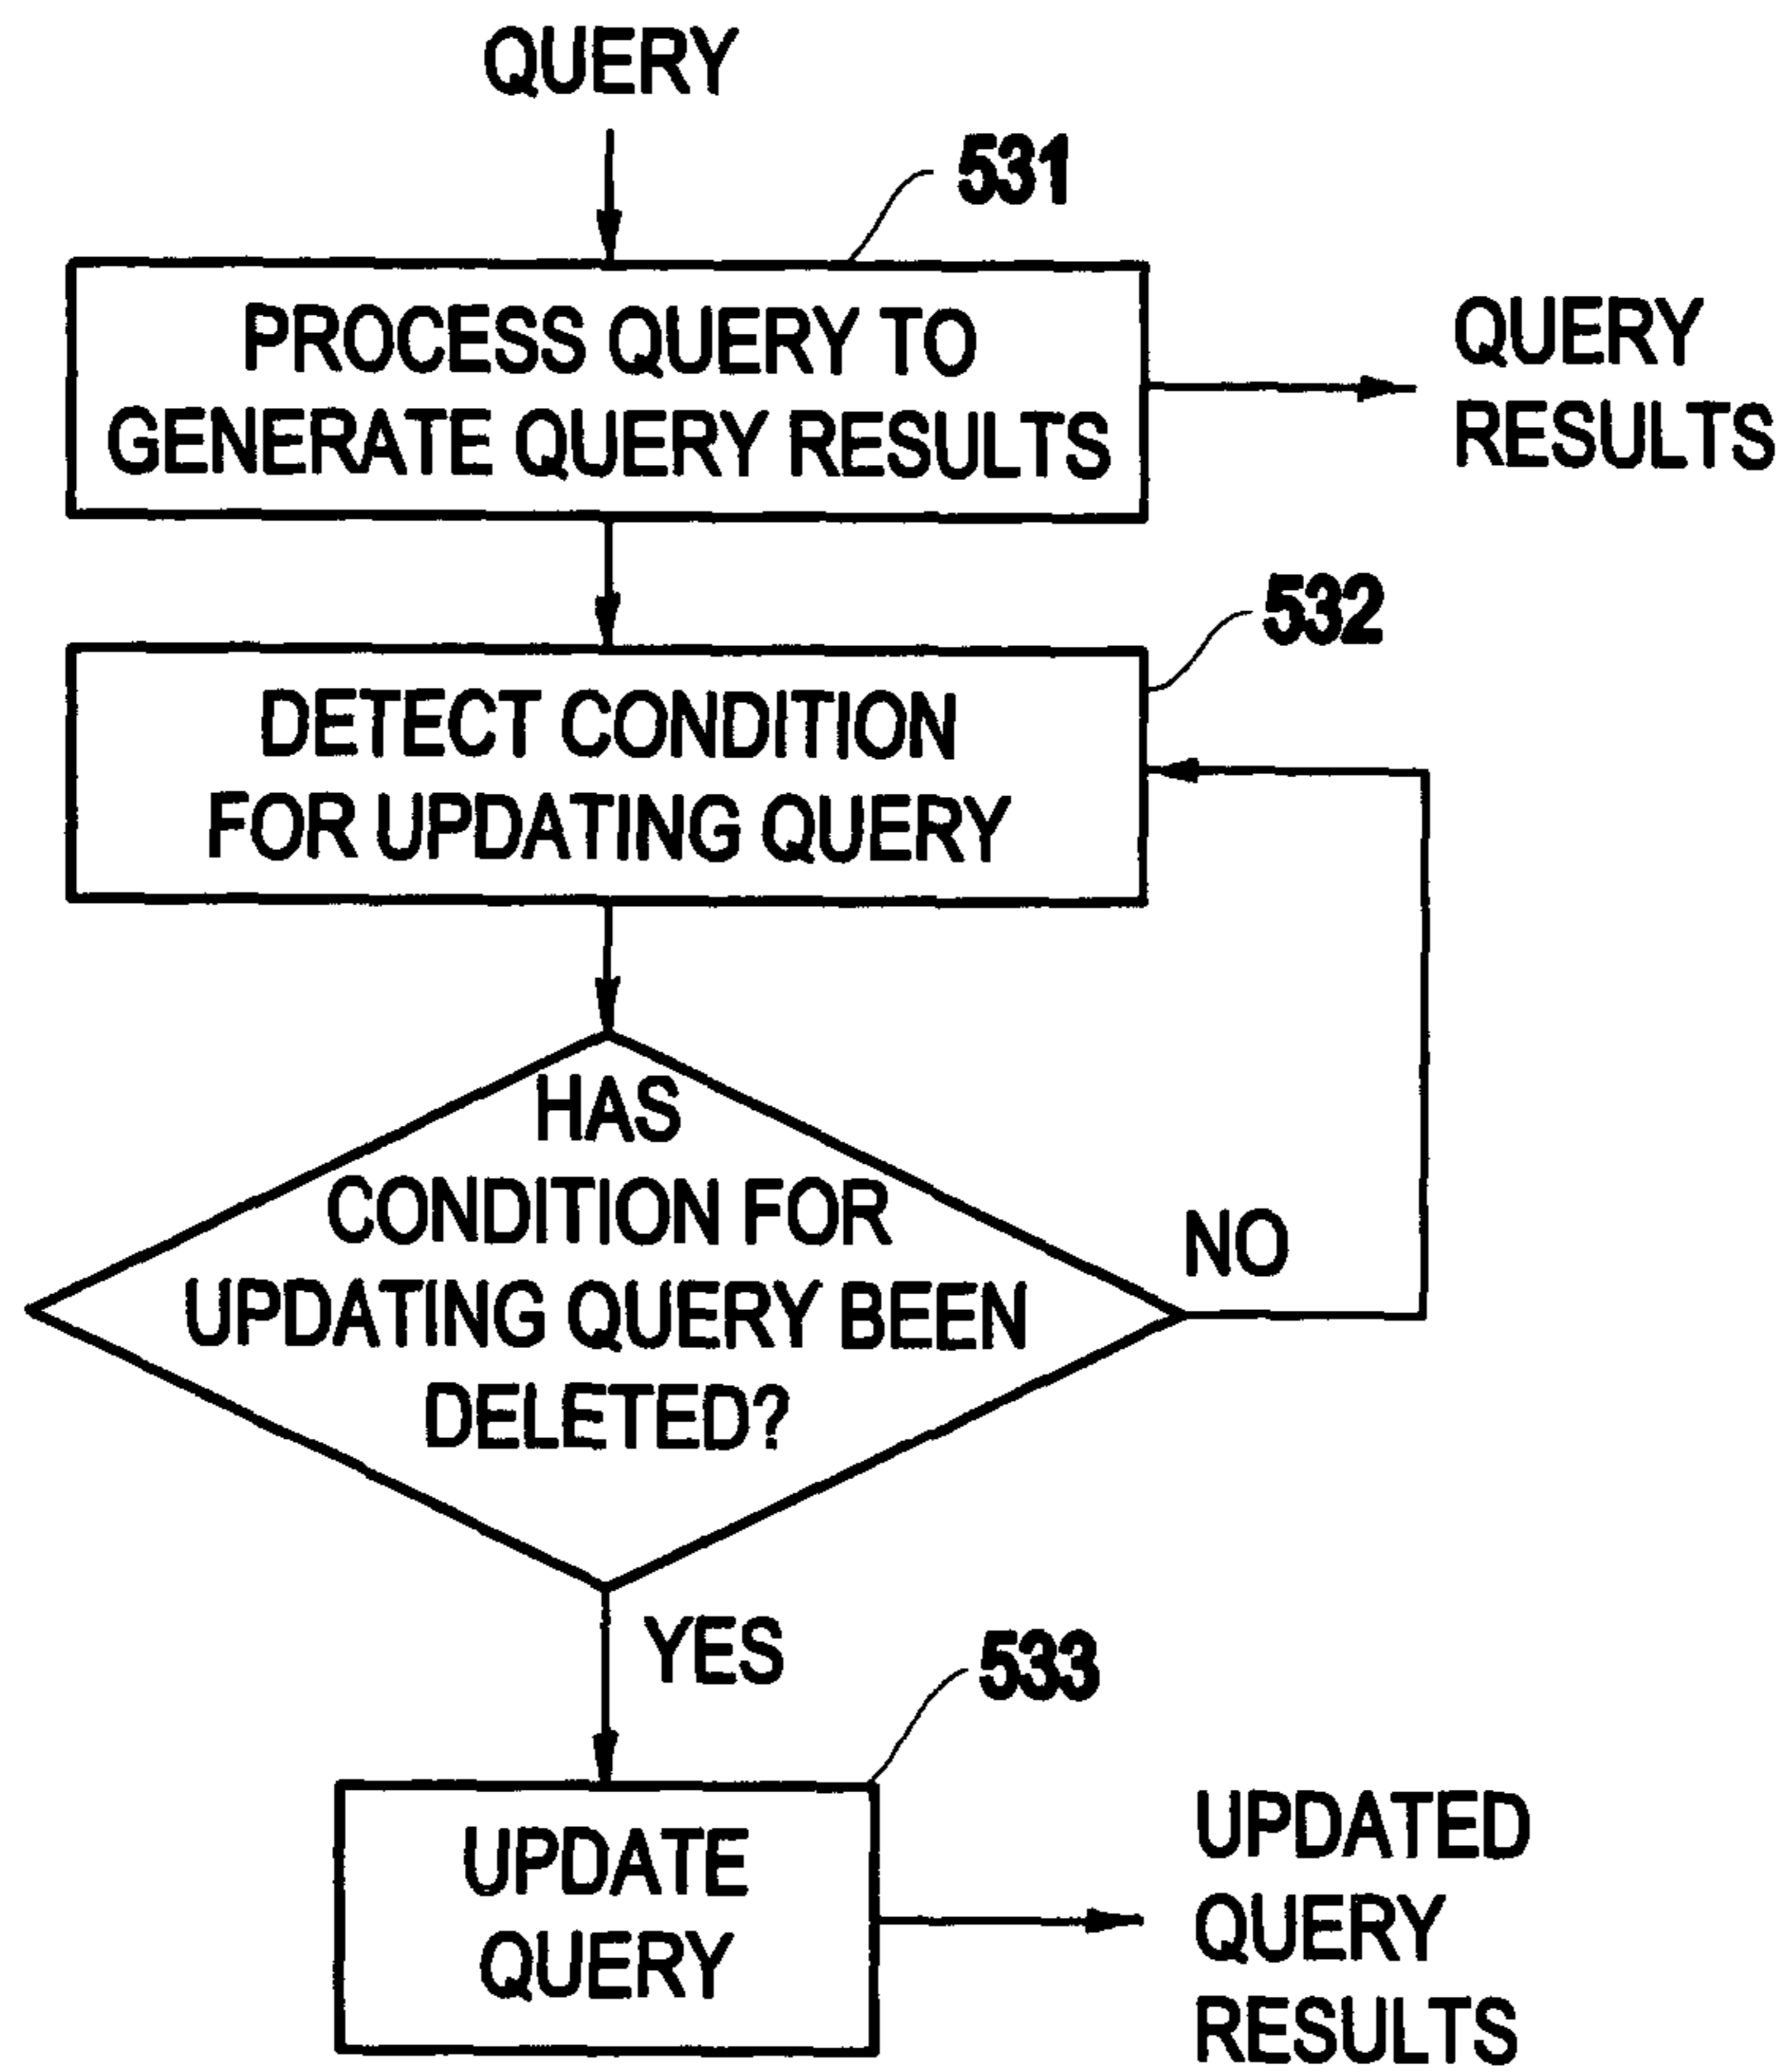 QUERY
531
PROCESS QUERY TO
GENERATE QUERY RESULTS
QUERY
RESULTS
532
DETECT CONDITION
FOR UPDATING QUERY
HAS
CONDITION FOR
UPDATING QUERY BEEN
DELETED?
NO
YES
533
UPDATE
QUERY
UPDATED
QUERY
RESULTS